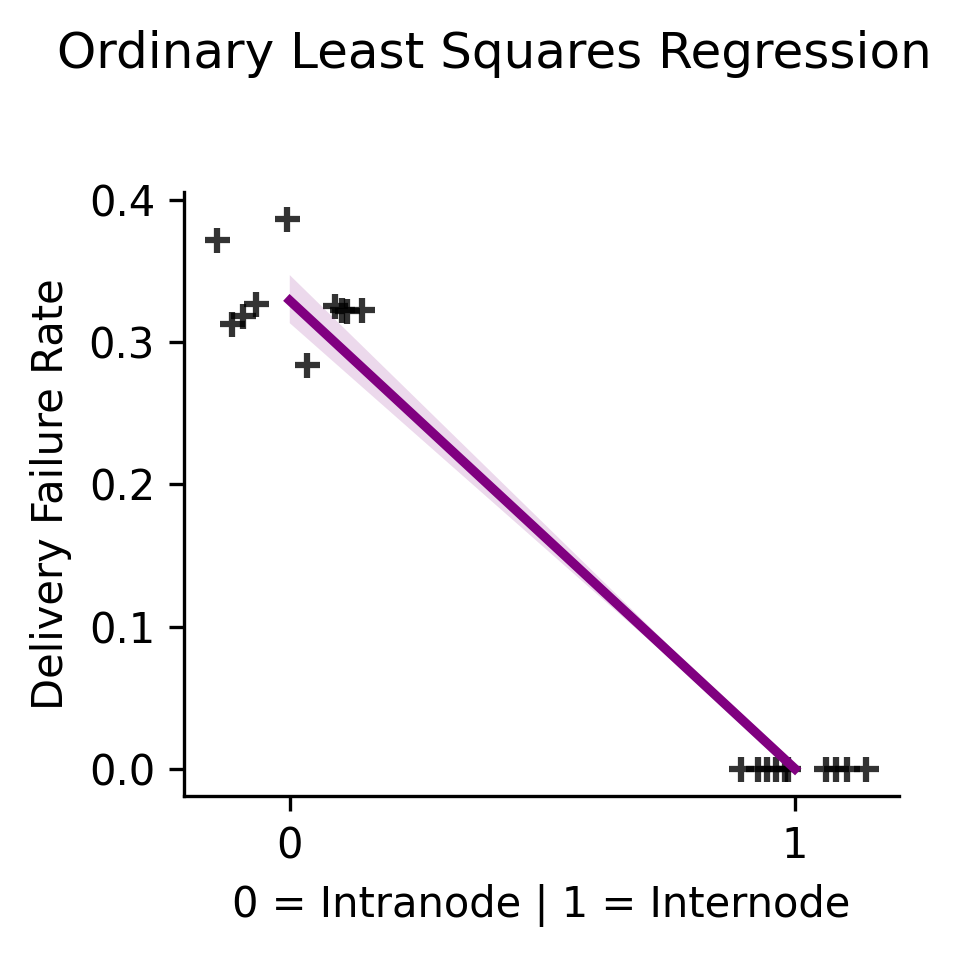 Ordinary Least Squares Regression
0.4
0.3
0.2
0.1
0.0
Delivery Failure Rate
0 1
0 = Intranode | 1 = Internode